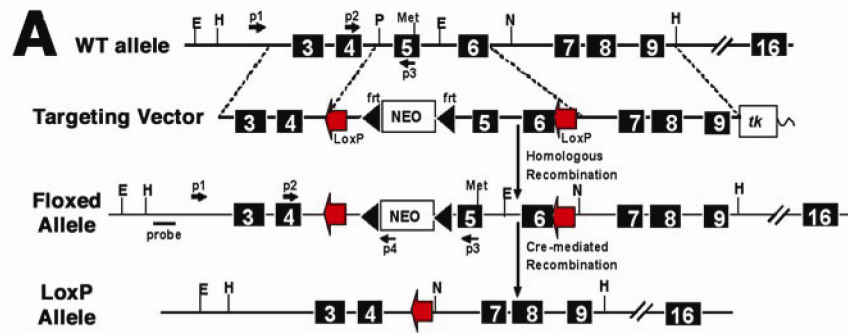 A
E H p1 p2 P Met E N H
WT allele 3 4 5 6 7 8 9 16
p3
Targeting Vector frt frt
3 4 NEO 5 6 7 8 9 tk
LoxP LoxP
Homologous
Recombination
Floxed
Allele
E H p1 p2 Met E N H
3 4 NEO 5 6 7 8 9 16
probe p4 p3
Cre-mediated
Recombination
LoxP
Allele
E H N H
3 4 7 8 9 16